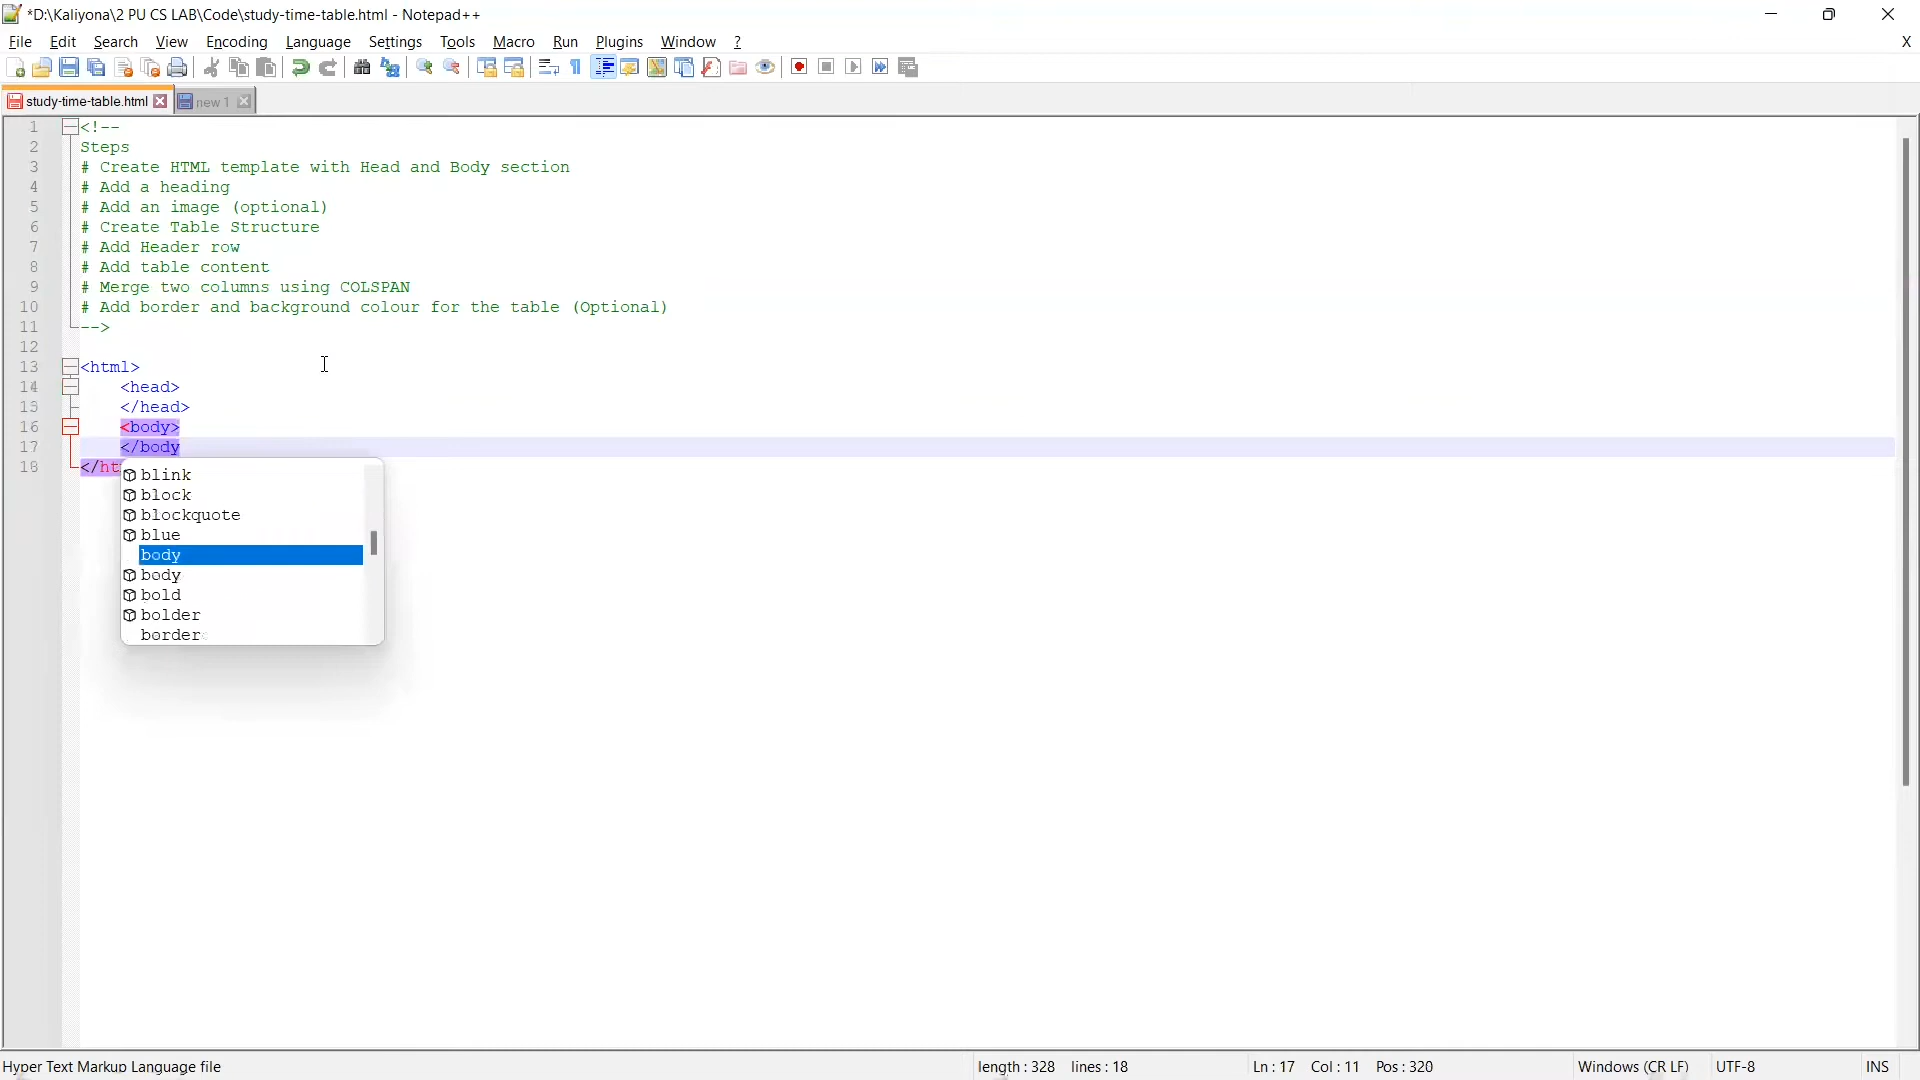 *D:\Kaliyona\2 PU CS LAB\Code\study-time-table.html - Notepad++
File Edit Search View Encoding Language Settings Tools Macro Run Plugins Window ? X
study-time-table.html new 1
1 <!--
2 Steps
3 # Create HTML template with Head and Body section
4 # Add a heading
5 # Add an image (optional)
6 # Create Table Structure
7 # Add Header row
8 # Add table content
9 # Merge two columns using COLSPAN
10 # Add border and background colour for the table (Optional)
11 -->
12
13 <html>
14 <head>
15 </head>
16 <body>
17 </body
18 </ht
blink
block
blockquote
blue
body
body
bold
bolder
border
Hyper Text Markup Language file length : 328 lines : 18 Ln : 17 Col : 11 Pos : 320 Windows (CR LF) UTF-8 INS